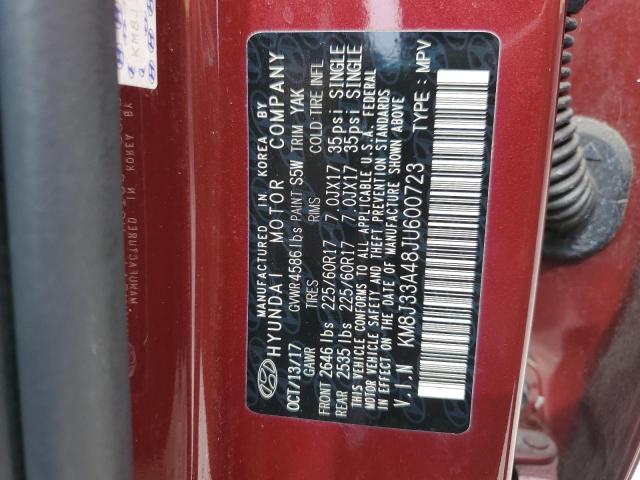 MANUFACTURED IN KOREA BY
HYUNDAI MOTOR COMPANY
OCT/13/17 GVWR 4586 lbs PAINT S5W TRIM YAK
GAWR TIRES RIMS COLD TIRE INFL
FRONT 2646 lbs 225/60R17 7.0JX17 35psi SINGLE
REAR 2535 lbs 225/60R17 7.0JX17 35psi SINGLE
THIS VEHICLE CONFORMS TO ALL APPLICABLE U.S.A. FEDERAL
MOTOR VEHICLE SAFETY AND THEFT PREVENTION STANDARDS
IN EFFECT ON THE DATE OF MANUFACTURE SHOWN ABOVE
V.I.N KM8J33A48JU600723 TYPE : MPV
KM8J